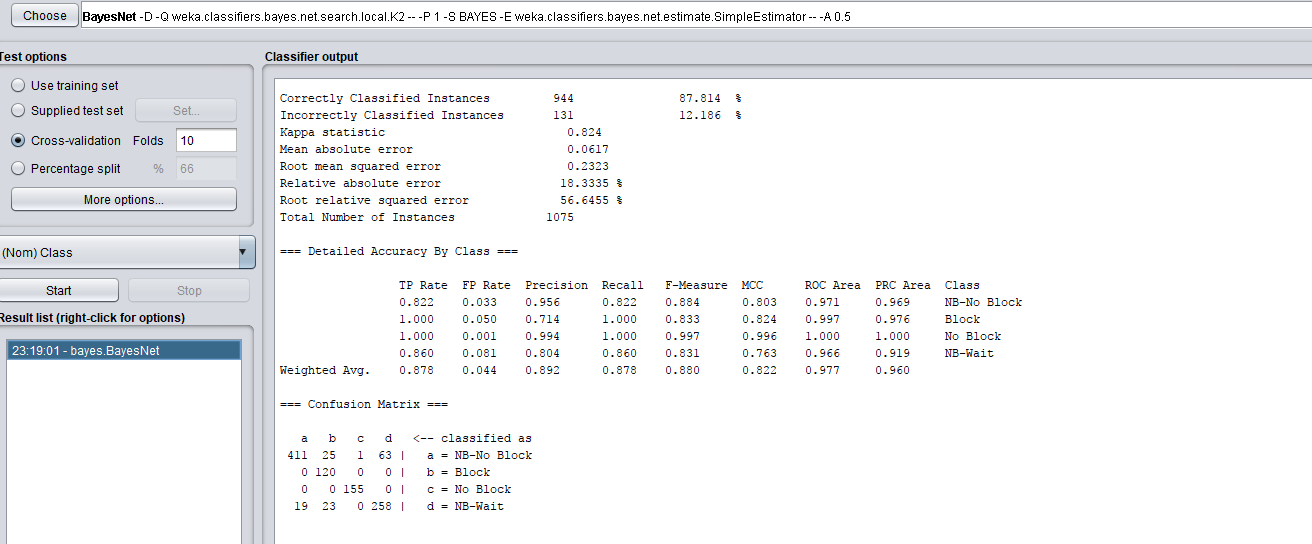 Choose BayesNet -D -Q weka.classifiers.bayes.net.search.local.K2 -- -P 1 -S BAYES -E weka.classifiers.bayes.net.estimate.SimpleEstimator -- -A 0.5
Test options
Use training set
Supplied test set Set...
Cross-validation Folds 10
Percentage split % 66
More options...
(Nom) Class
Start Stop
Result list (right-click for options)
23:19:01 - bayes.BayesNet
Classifier output
Correctly Classified Instances 944 87.814 %
Incorrectly Classified Instances 131 12.186 %
Kappa statistic 0.824
Mean absolute error 0.0617
Root mean squared error 0.2323
Relative absolute error 18.3335 %
Root relative squared error 56.6455 %
Total Number of Instances 1075
=== Detailed Accuracy By Class ===
TP Rate FP Rate Precision Recall F-Measure MCC ROC Area PRC Area Class
0.822 0.033 0.956 0.822 0.884 0.803 0.971 0.969 NB-No Block
1.000 0.050 0.714 1.000 0.833 0.824 0.997 0.976 Block
1.000 0.001 0.994 1.000 0.997 0.996 1.000 1.000 No Block
0.860 0.081 0.804 0.860 0.831 0.763 0.966 0.919 NB-Wait
Weighted Avg. 0.878 0.044 0.892 0.878 0.880 0.822 0.977 0.960
=== Confusion Matrix ===
a b c d <-- classified as
411 25 1 63 | a = NB-No Block
0 120 0 0 | b = Block
0 0 155 0 | c = No Block
19 23 0 258 | d = NB-Wait